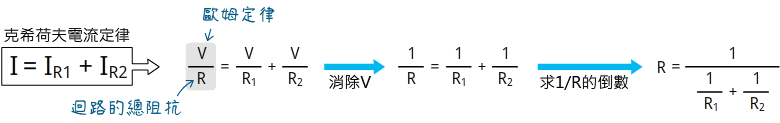 歐姆定律
克希荷夫電流定律
I = I_R1 + I_R2
V/R = V/R₁ + V/R₂
迴路的總阻抗
消除V
1/R = 1/R₁ + 1/R₂
求1/R的倒數
R = 1/(1/R₁ + 1/R₂)